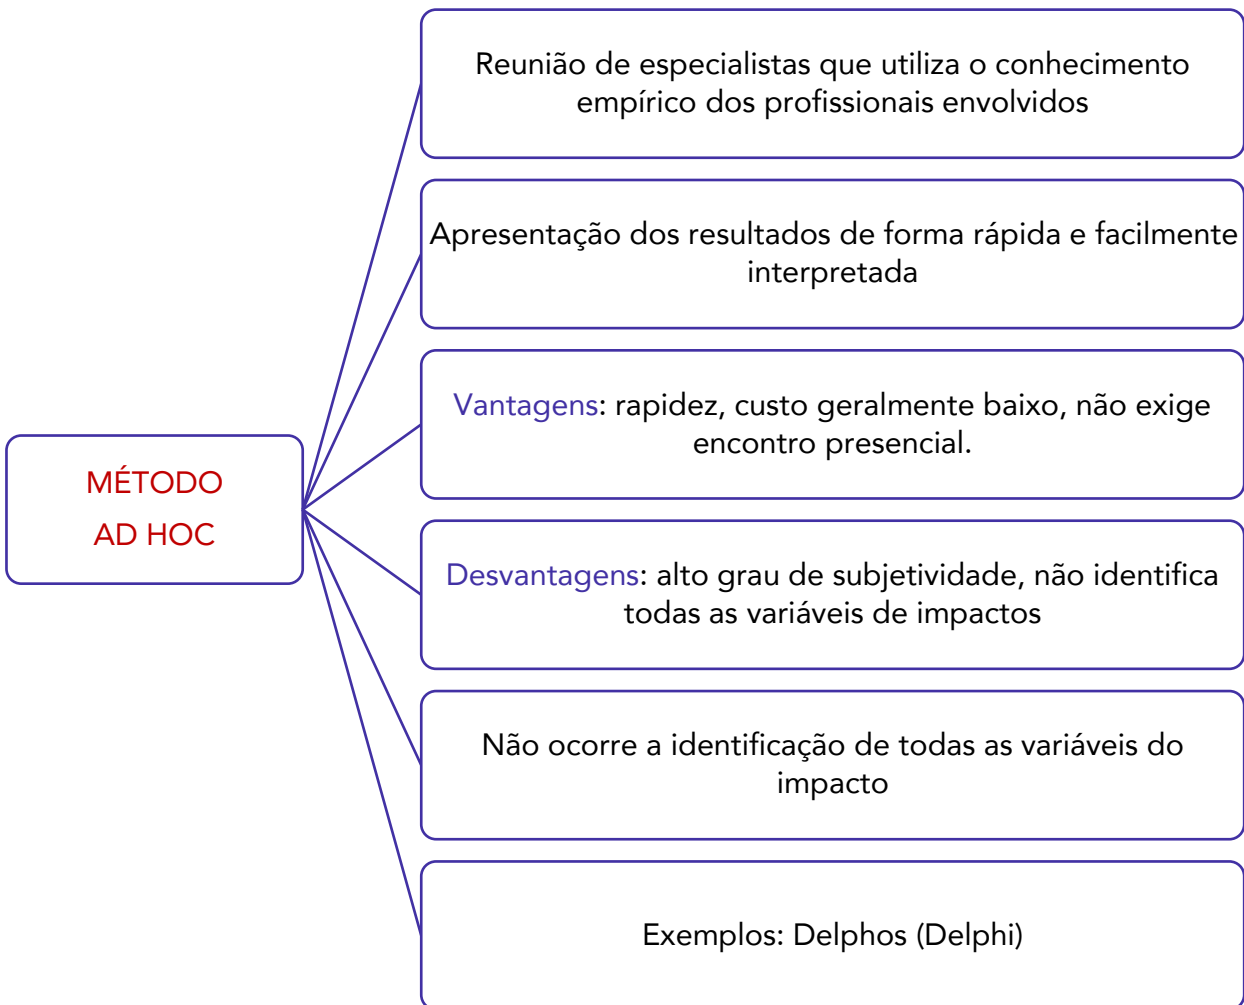 Reunião de especialistas que utiliza o conhecimento
empírico dos profissionais envolvidos
Apresentação dos resultados de forma rápida e facilmente
interpretada
Vantagens: rapidez, custo geralmente baixo, não exige
encontro presencial.
MÉTODO
AD HOC
Desvantagens: alto grau de subjetividade, não identifica
todas as variáveis de impactos
Não ocorre a identificação de todas as variáveis do
impacto
Exemplos: Delphos (Delphi)